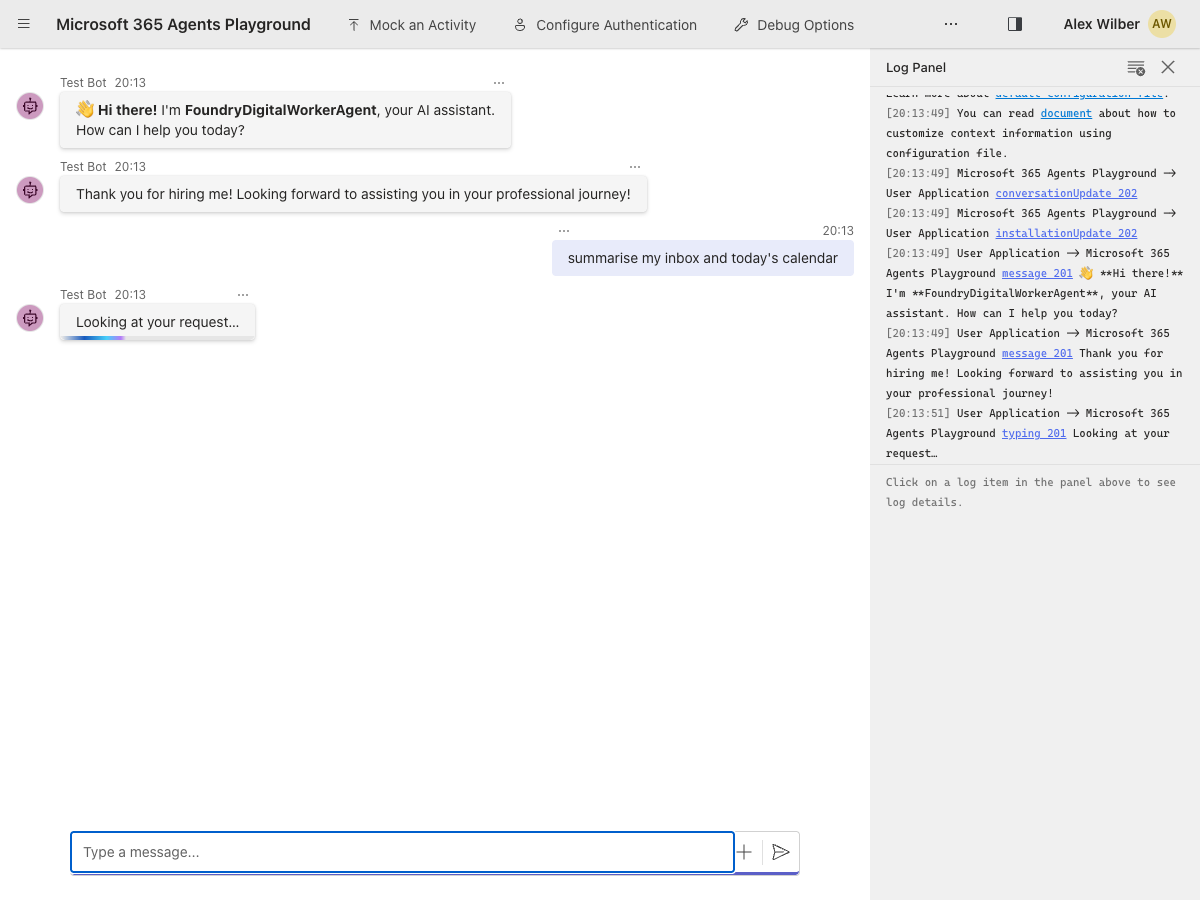 Microsoft 365 Agents Playground
Mock an Activity
Configure Authentication
Debug Options
Alex Wilber
AW
Test Bot 20:13
👋 Hi there! I'm FoundryDigitalWorkerAgent, your AI assistant.
How can I help you today?
Test Bot 20:13
Thank you for hiring me! Looking forward to assisting you in your professional journey!
20:13
summarise my inbox and today's calendar
Test Bot 20:13
Looking at your request...
Type a message...
Log Panel
Learn more about default configuration file.
[20:13:49] You can read document about how to
customize context information using
configuration file.
[20:13:49] Microsoft 365 Agents Playground →
User Application conversationUpdate 202
[20:13:49] Microsoft 365 Agents Playground →
User Application installationUpdate 202
[20:13:49] User Application → Microsoft 365
Agents Playground message 201 👋 **Hi there!**
I'm **FoundryDigitalWorkerAgent**, your AI
assistant. How can I help you today?
[20:13:49] User Application → Microsoft 365
Agents Playground message 201 Thank you for
hiring me! Looking forward to assisting you in
your professional journey!
[20:13:51] User Application → Microsoft 365
Agents Playground typing 201 Looking at your
request…
Click on a log item in the panel above to see
log details.